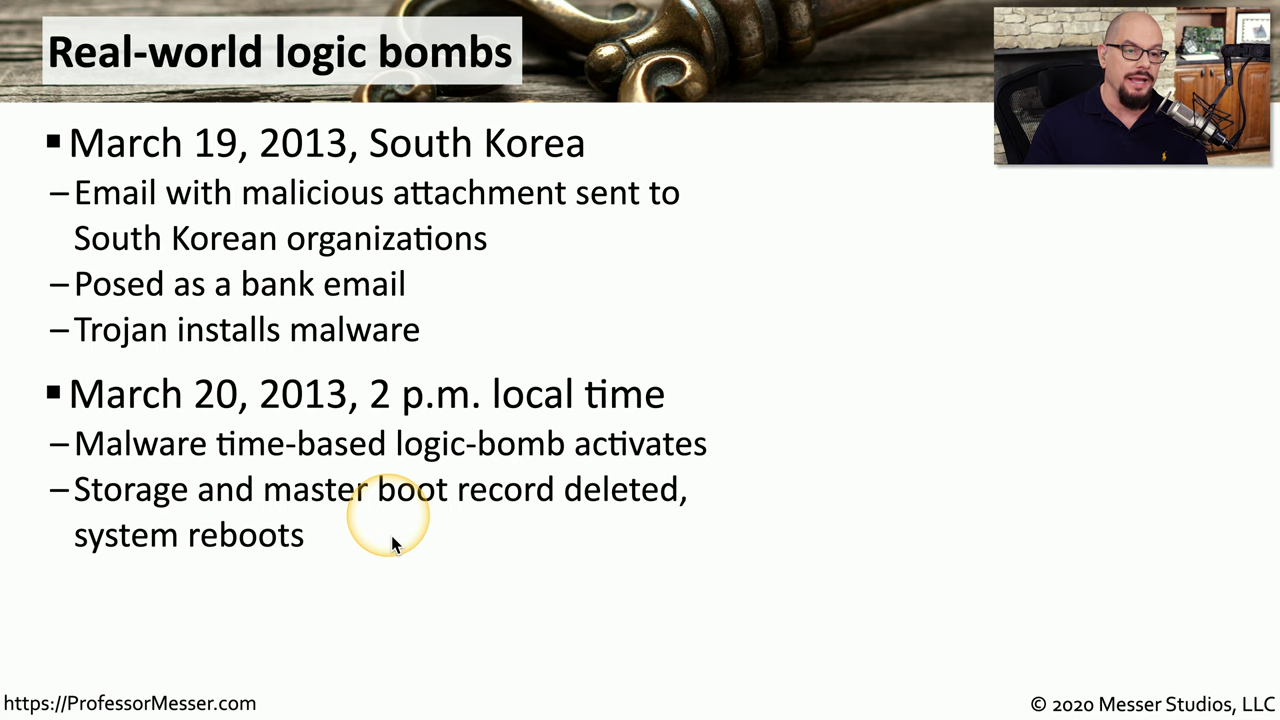 Real-world logic bombs
▪ March 19, 2013, South Korea
– Email with malicious attachment sent to
South Korean organizations
– Posed as a bank email
– Trojan installs malware
▪ March 20, 2013, 2 p.m. local time
– Malware time-based logic-bomb activates
– Storage and master boot record deleted,
system reboots
https://ProfessorMesser.com
© 2020 Messer Studios, LLC